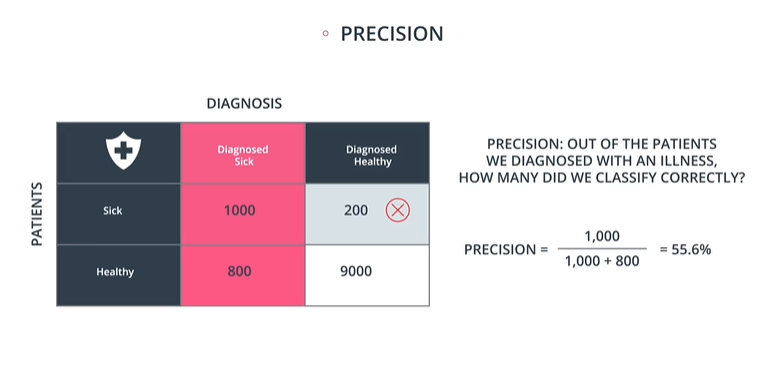 PRECISION
DIAGNOSIS
PATIENTS
Diagnosed
Sick
Diagnosed
Healthy
Sick
1000
200
Healthy
800
9000
PRECISION: OUT OF THE PATIENTS
WE DIAGNOSED WITH AN ILLNESS,
HOW MANY DID WE CLASSIFY CORRECTLY?
PRECISION =
1,000
1,000 + 800
= 55.6%